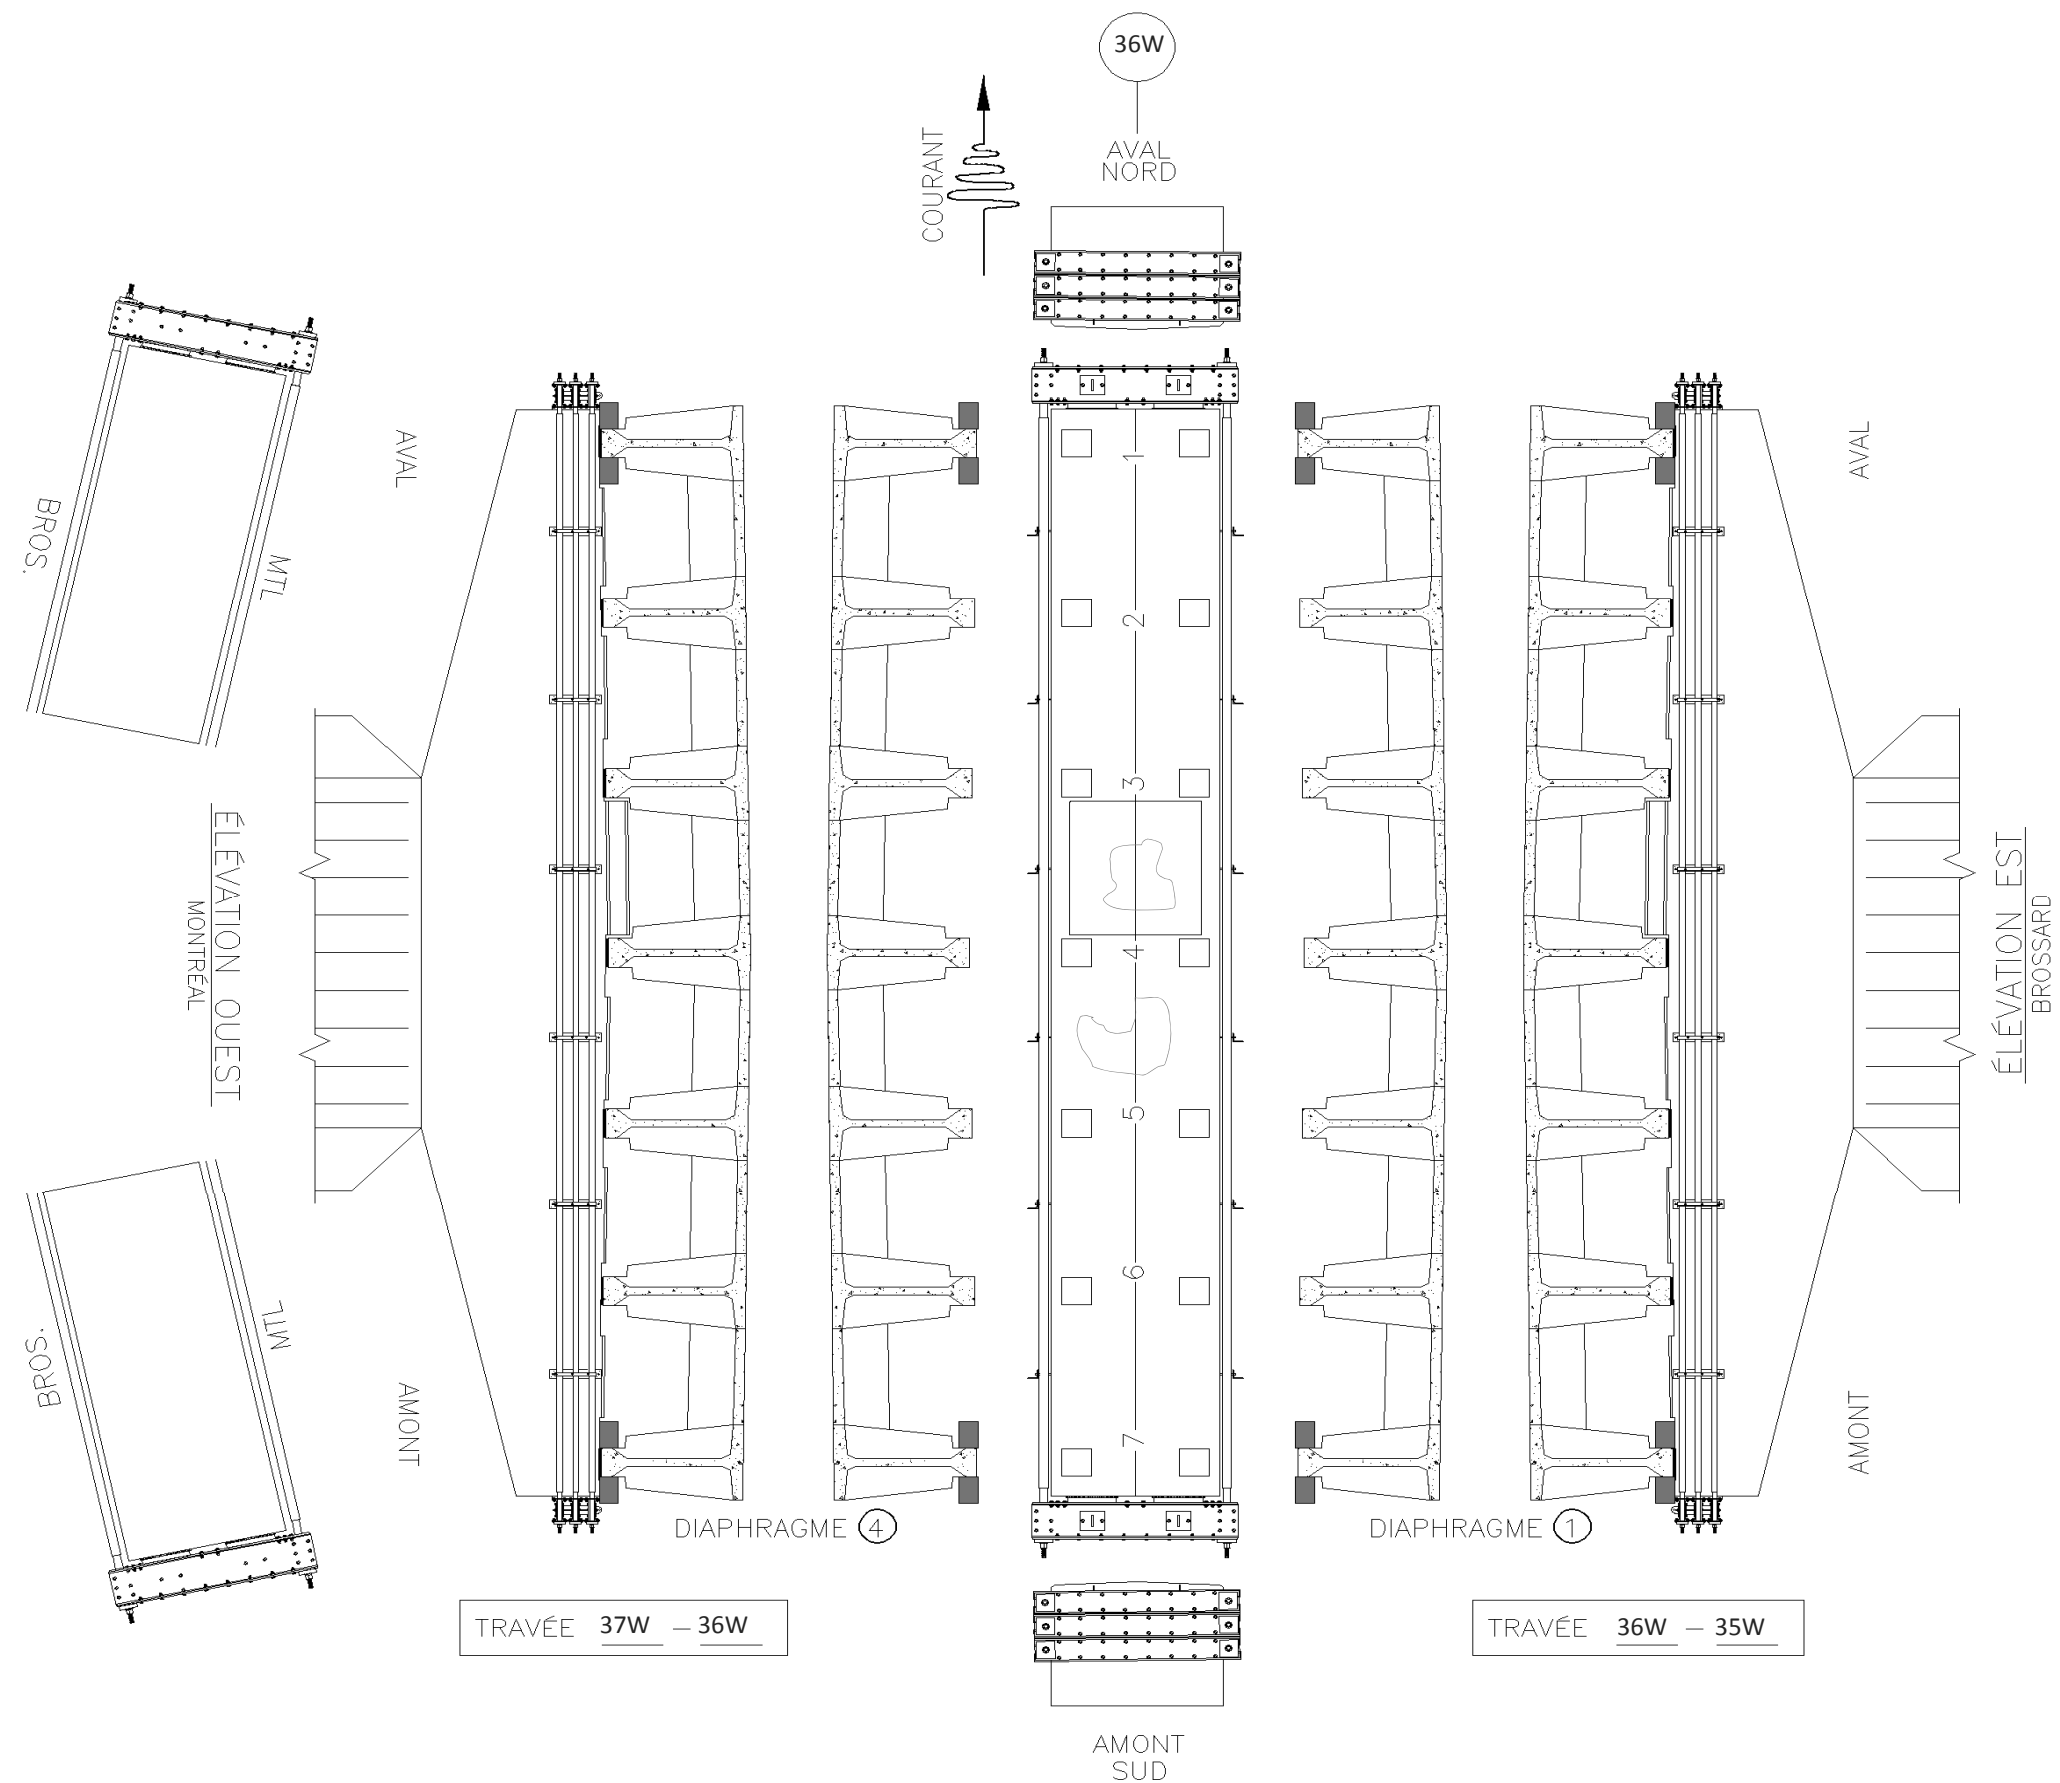 36W
AVAL
NORD
COURANT
AVAL
AVAL
BROS.
MTL
1
2
3
4
5
6
7
ÉLÉVATION OUEST
MONTRÉAL
ÉLÉVATION EST
BROSSARD
BROS.
MTL
AMONT
AMONT
DIAPHRAGME 4
DIAPHRAGME 1
TRAVÉE 37W – 36W
TRAVÉE 36W – 35W
AMONT
SUD